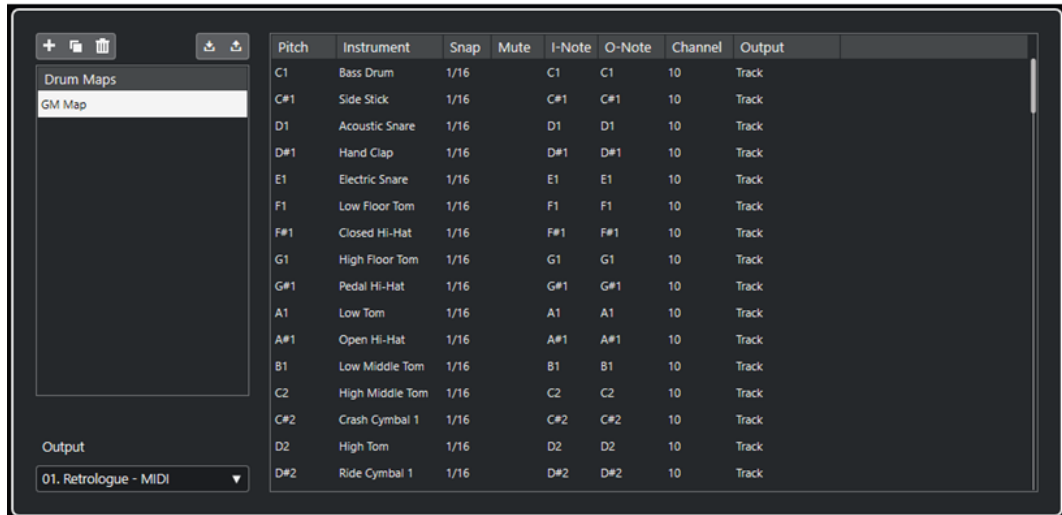 Pitch Instrument Snap Mute I-Note O-Note Channel Output
Drum Maps
GM Map
C1 Bass Drum 1/16 C1 C1 10 Track
C#1 Side Stick 1/16 C#1 C#1 10 Track
D1 Acoustic Snare 1/16 D1 D1 10 Track
D#1 Hand Clap 1/16 D#1 D#1 10 Track
E1 Electric Snare 1/16 E1 E1 10 Track
F1 Low Floor Tom 1/16 F1 F1 10 Track
F#1 Closed Hi-Hat 1/16 F#1 F#1 10 Track
G1 High Floor Tom 1/16 G1 G1 10 Track
G#1 Pedal Hi-Hat 1/16 G#1 G#1 10 Track
A1 Low Tom 1/16 A1 A1 10 Track
A#1 Open Hi-Hat 1/16 A#1 A#1 10 Track
B1 Low Middle Tom 1/16 B1 B1 10 Track
C2 High Middle Tom 1/16 C2 C2 10 Track
C#2 Crash Cymbal 1 1/16 C#2 C#2 10 Track
D2 High Tom 1/16 D2 D2 10 Track
D#2 Ride Cymbal 1 1/16 D#2 D#2 10 Track
Output
01. Retrologue - MIDI